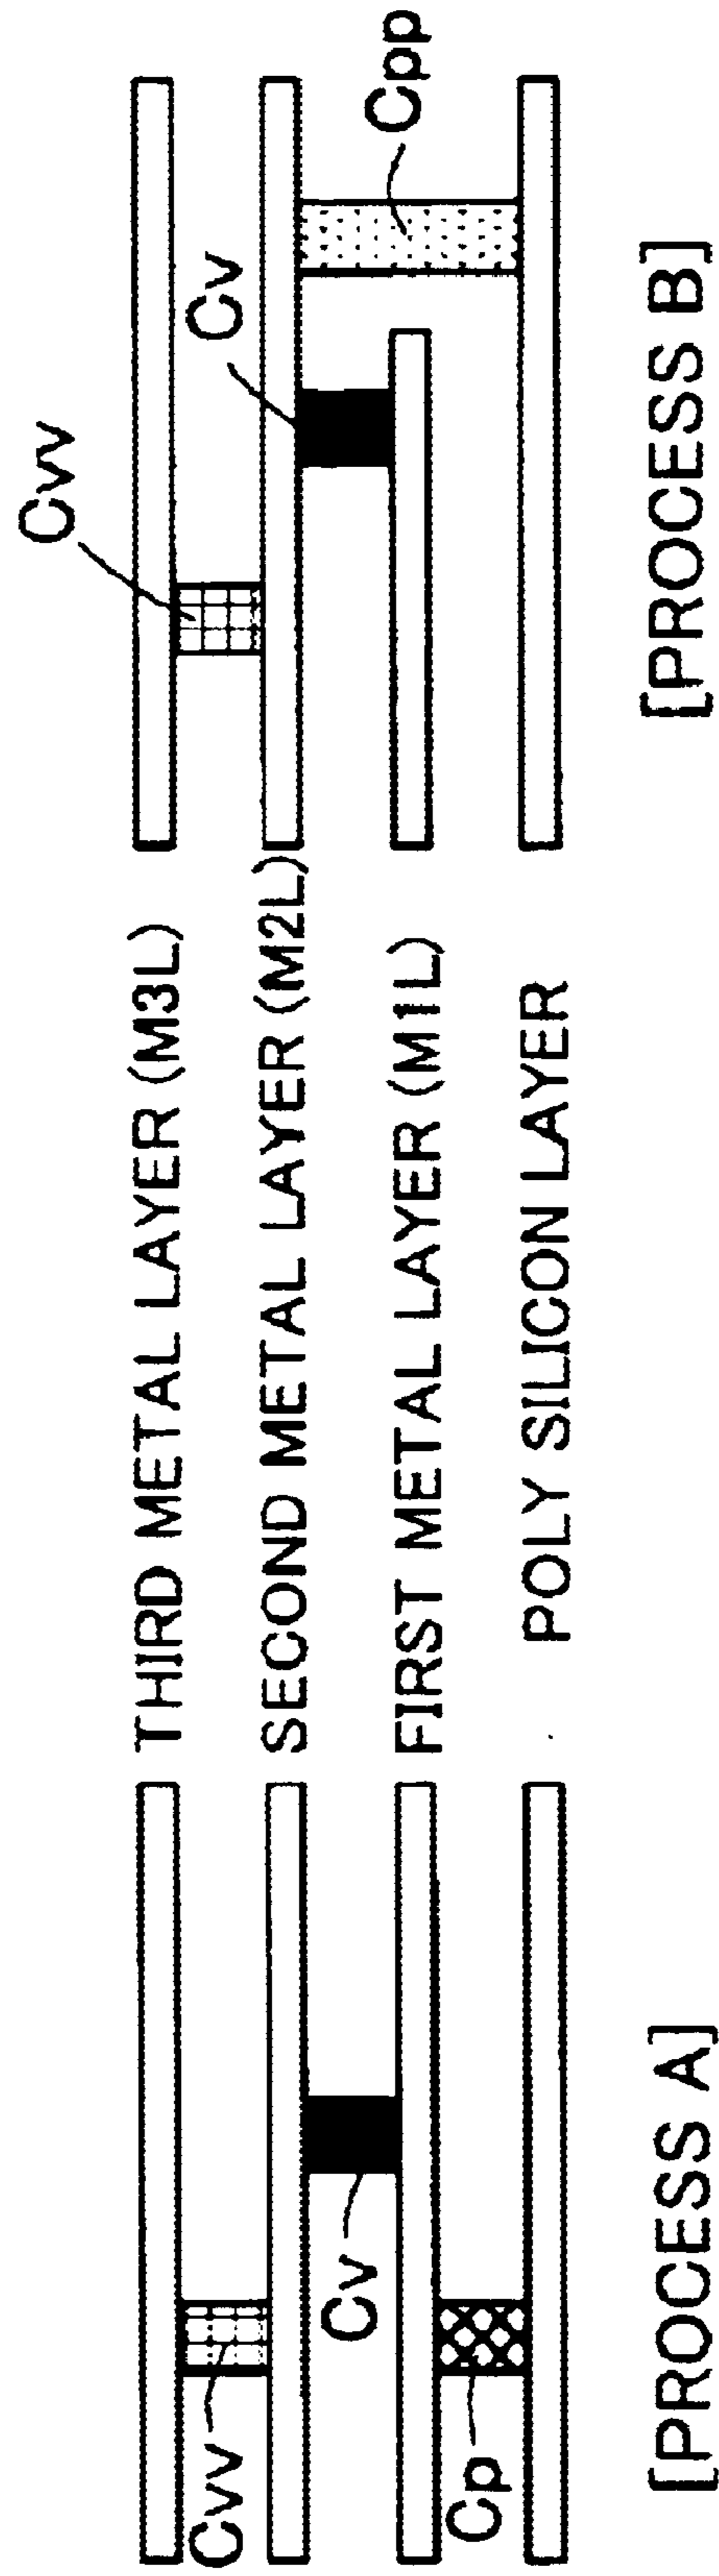 Cvv
Cv
Cp
[PROCESS A]
THIRD METAL LAYER (M3L)
SECOND METAL LAYER (M2L)
FIRST METAL LAYER (M1L)
POLY SILICON LAYER
Cvv
Cv
Cpp
[PROCESS B]